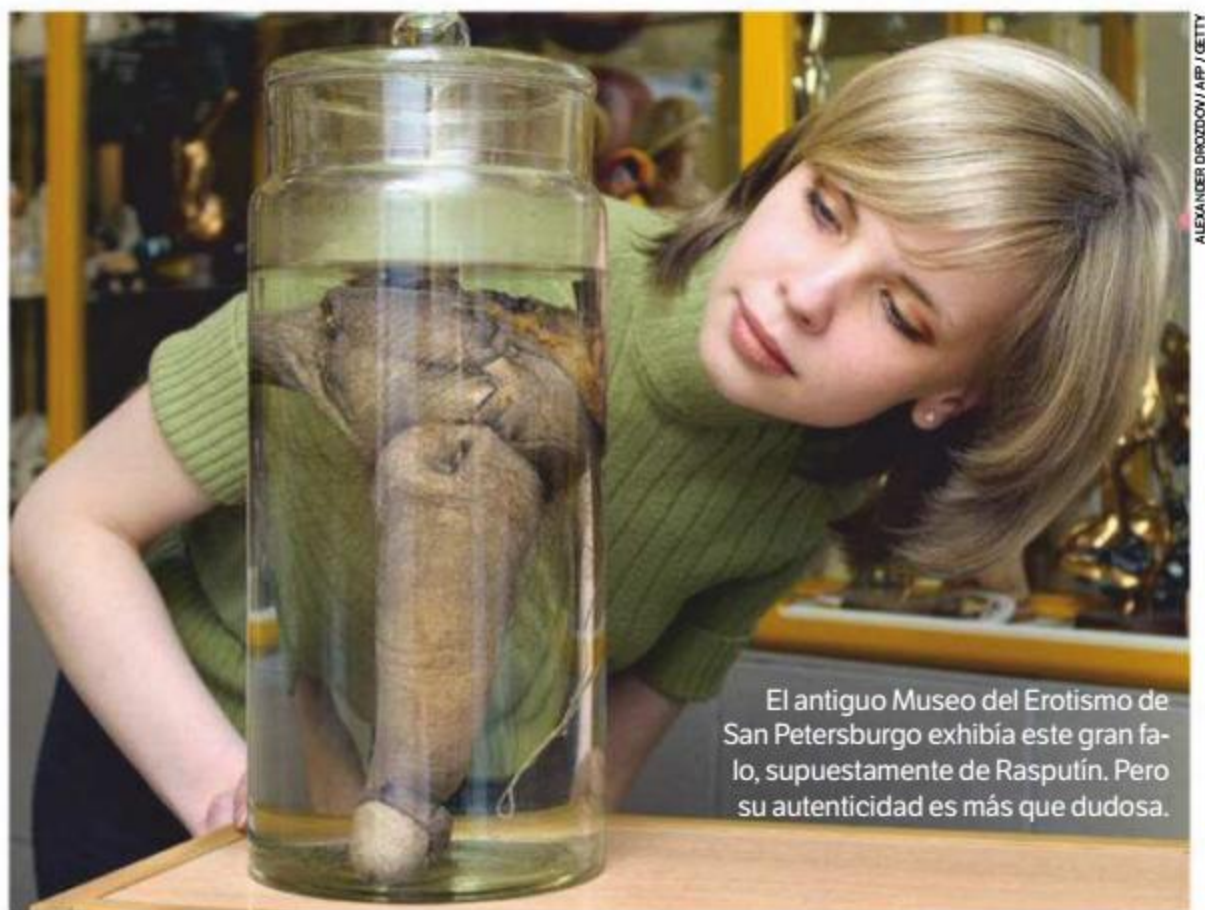 ALEXANDER DROZDOV / AFP / GETTY
El antiguo Museo del Erotismo de
San Petersburgo exhibía este gran fa-
lo, supuestamente de Rasputín. Pero
su autenticidad es más que dudosa.